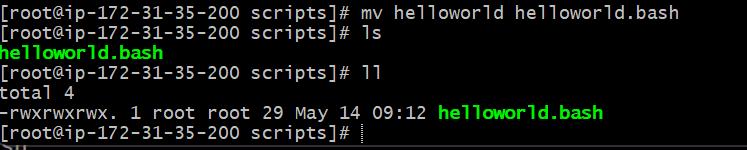 [root@ip-172-31-35-200 scripts]# mv helloworld helloworld.bash
[root@ip-172-31-35-200 scripts]# ls
helloworld.bash
[root@ip-172-31-35-200 scripts]# ll
total 4
-rwxrwxrwx. 1 root root 29 May 14 09:12 helloworld.bash
[root@ip-172-31-35-200 scripts]#